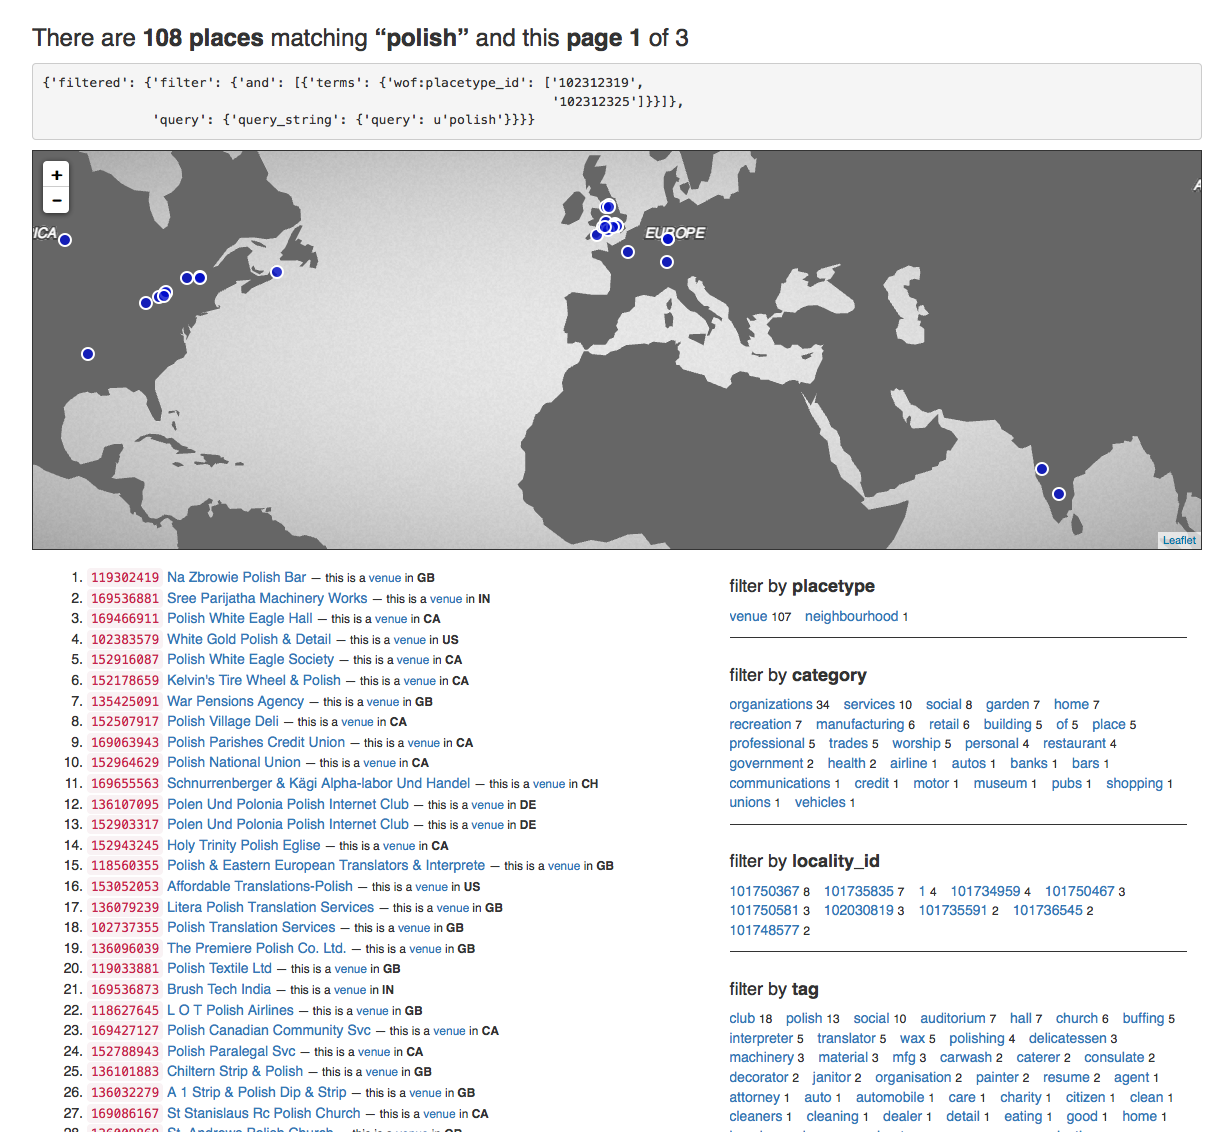 There are 108 places matching “polish” and this page 1 of 3
{'filtered': {'filter': {'and': [{'terms': {'wof:placetype_id': ['102312319',
'102312325']}}]},
'query': {'query_string': {'query': u'polish'}}}}
+
−
ICA
EUROPE
A
Leaflet
1. 119302419 Na Zbrowie Polish Bar — this is a venue in GB
2. 169536881 Sree Parijatha Machinery Works — this is a venue in IN
3. 169466911 Polish White Eagle Hall — this is a venue in CA
4. 102383579 White Gold Polish & Detail — this is a venue in US
5. 152916087 Polish White Eagle Society — this is a venue in CA
6. 152178659 Kelvin's Tire Wheel & Polish — this is a venue in CA
7. 135425091 War Pensions Agency — this is a venue in GB
8. 152507917 Polish Village Deli — this is a venue in CA
9. 169063943 Polish Parishes Credit Union — this is a venue in CA
10. 152964629 Polish National Union — this is a venue in CA
11. 169655563 Schnurrenberger & Kägi Alpha-labor Und Handel — this is a venue in CH
12. 136107095 Polen Und Polonia Polish Internet Club — this is a venue in DE
13. 152903317 Polen Und Polonia Polish Internet Club — this is a venue in DE
14. 152943245 Holy Trinity Polish Eglise — this is a venue in CA
15. 118560355 Polish & Eastern European Translators & Interprete — this is a venue in GB
16. 153052053 Affordable Translations-Polish — this is a venue in US
17. 136079239 Litera Polish Translation Services — this is a venue in GB
18. 102737355 Polish Translation Services — this is a venue in GB
19. 136096039 The Premiere Polish Co. Ltd. — this is a venue in GB
20. 119033881 Polish Textile Ltd — this is a venue in GB
21. 169536873 Brush Tech India — this is a venue in IN
22. 118627645 L O T Polish Airlines — this is a venue in GB
23. 169427127 Polish Canadian Community Svc — this is a venue in CA
24. 152788943 Polish Paralegal Svc — this is a venue in CA
25. 136101883 Chiltern Strip & Polish — this is a venue in GB
26. 136032279 A 1 Strip & Polish Dip & Strip — this is a venue in GB
27. 169086167 St Stanislaus Rc Polish Church — this is a venue in CA
filter by placetype
venue 107 neighbourhood 1
filter by category
organizations 34 services 10 social 8 garden 7 home 7
recreation 7 manufacturing 6 retail 6 building 5 of 5 place 5
professional 5 trades 5 worship 5 personal 4 restaurant 4
government 2 health 2 airline 1 autos 1 banks 1 bars 1
communications 1 credit 1 motor 1 museum 1 pubs 1 shopping 1
unions 1 vehicles 1
filter by locality_id
101750367 8 101735835 7 1 4 101734959 4 101750467 3
101750581 3 102030819 3 101735591 2 101736545 2
101748577 2
filter by tag
club 18 polish 13 social 10 auditorium 7 hall 7 church 6 buffing 5
interpreter 5 translator 5 wax 5 polishing 4 delicatessen 3
machinery 3 material 3 mfg 3 carwash 2 caterer 2 consulate 2
decorator 2 janitor 2 organisation 2 painter 2 resume 2 agent 1
attorney 1 auto 1 automobile 1 care 1 charity 1 citizen 1 clean 1
cleaners 1 cleaning 1 dealer 1 detail 1 eating 1 good 1 home 1